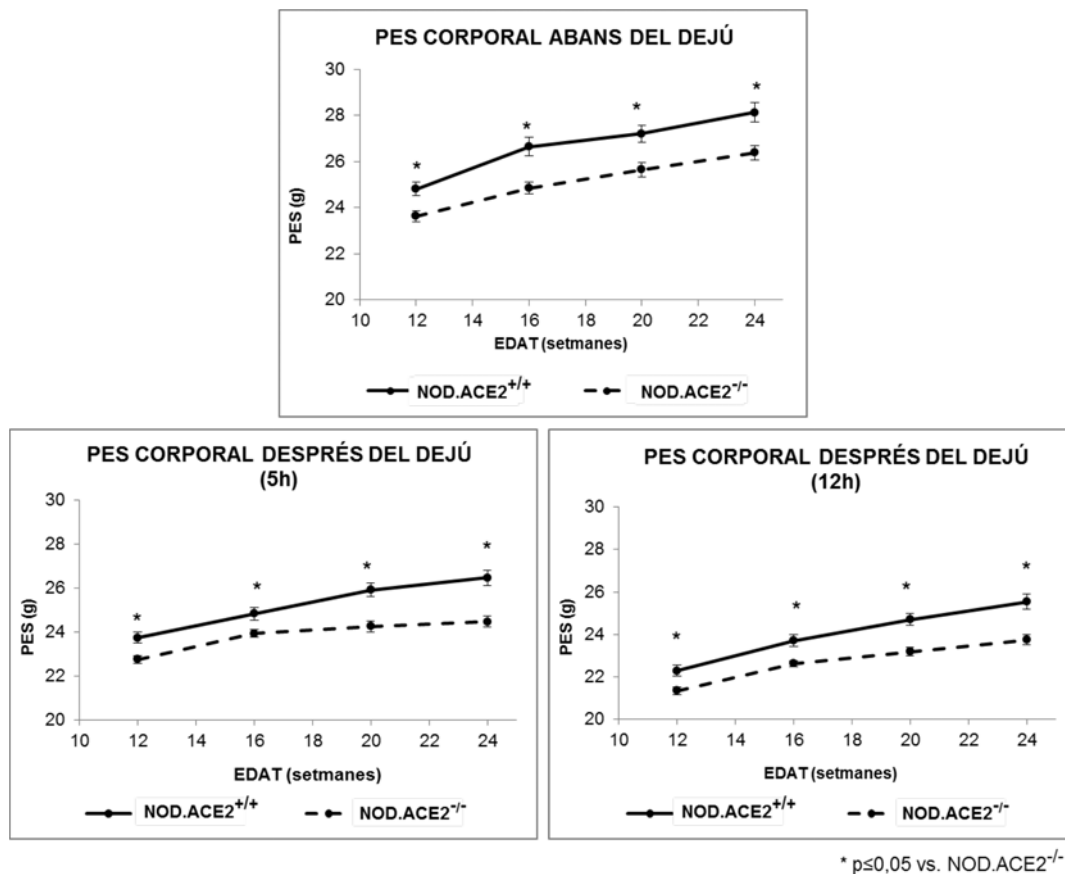 PES CORPORAL ABANS DEL DEJÚ
30
28
26
24
22
20
PES (g)
* * * *
10 12 14 16 18 20 22 24
EDAT (setmanes)
NOD.ACE2+/+ NOD.ACE2-/-
PES CORPORAL DESPRÉS DEL DEJÚ
(5h)
30
28
26
24
22
20
PES (g)
* * * *
10 12 14 16 18 20 22 24
EDAT (setmanes)
NOD.ACE2+/+ NOD.ACE2-/-
PES CORPORAL DESPRÉS DEL DEJÚ
(12h)
30
28
26
24
22
20
PES (g)
* * * *
10 12 14 16 18 20 22 24
EDAT (setmanes)
NOD.ACE2+/+ NOD.ACE2-/-
* p≤0,05 vs. NOD.ACE2-/-